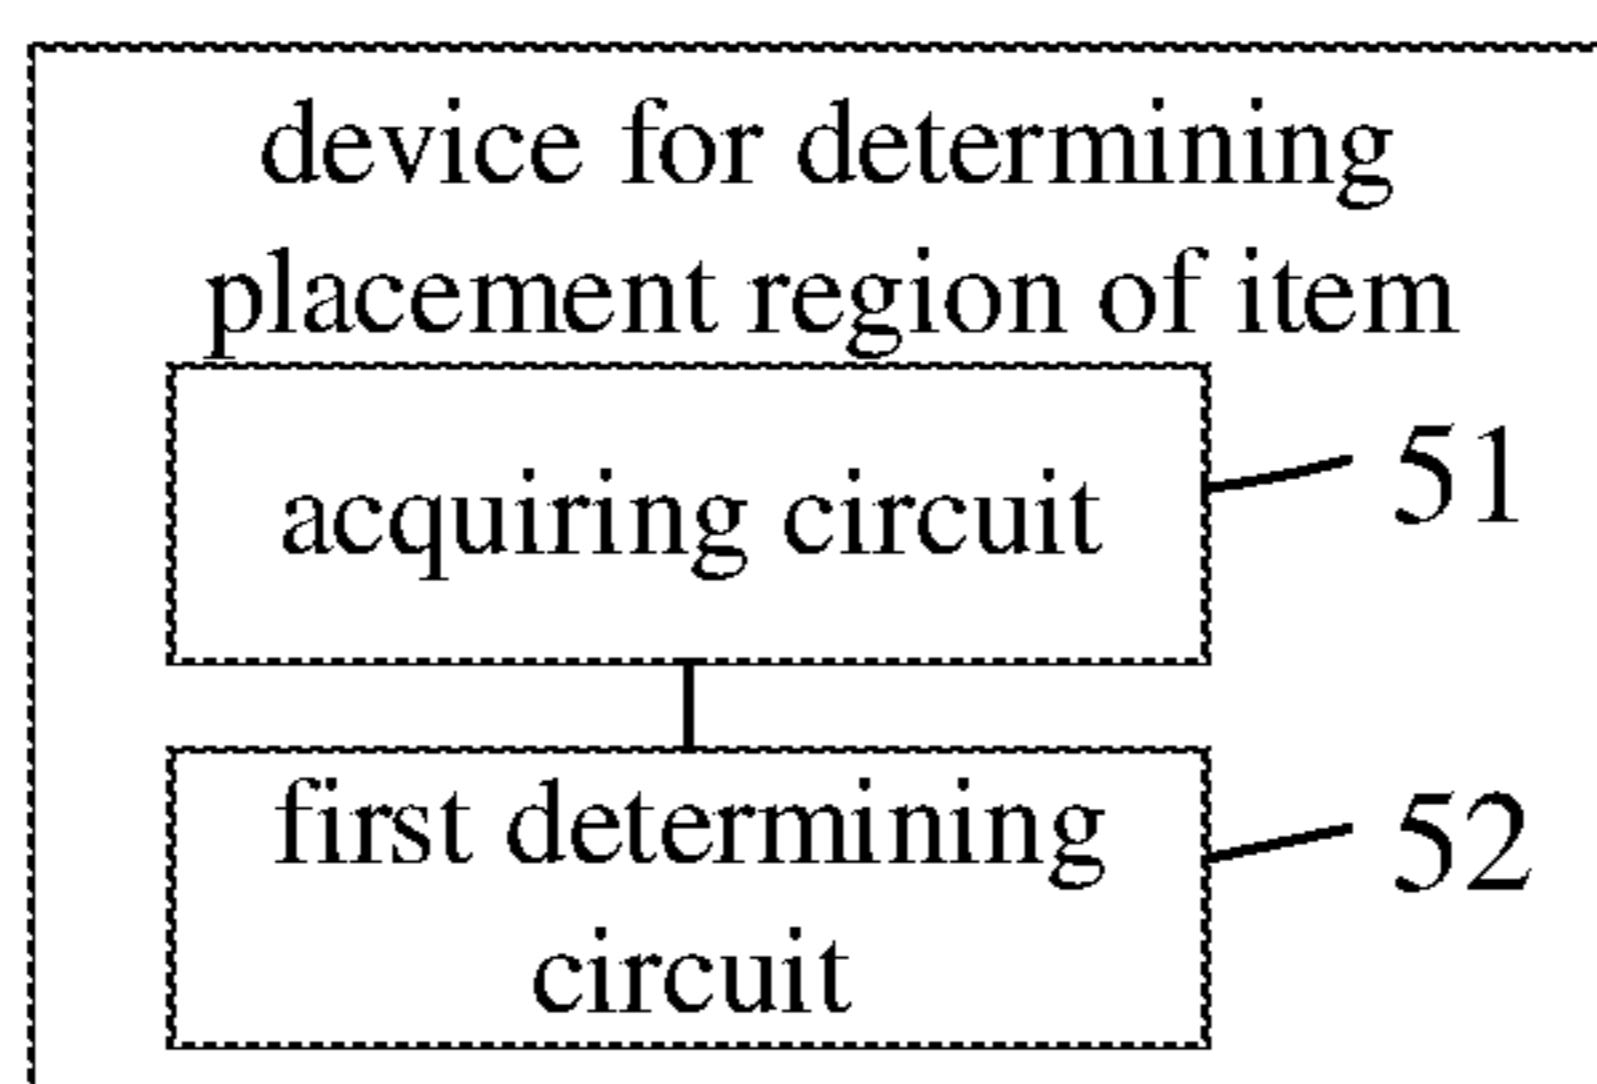 device for determining
placement region of item
acquiring circuit
51
first determining
circuit
52